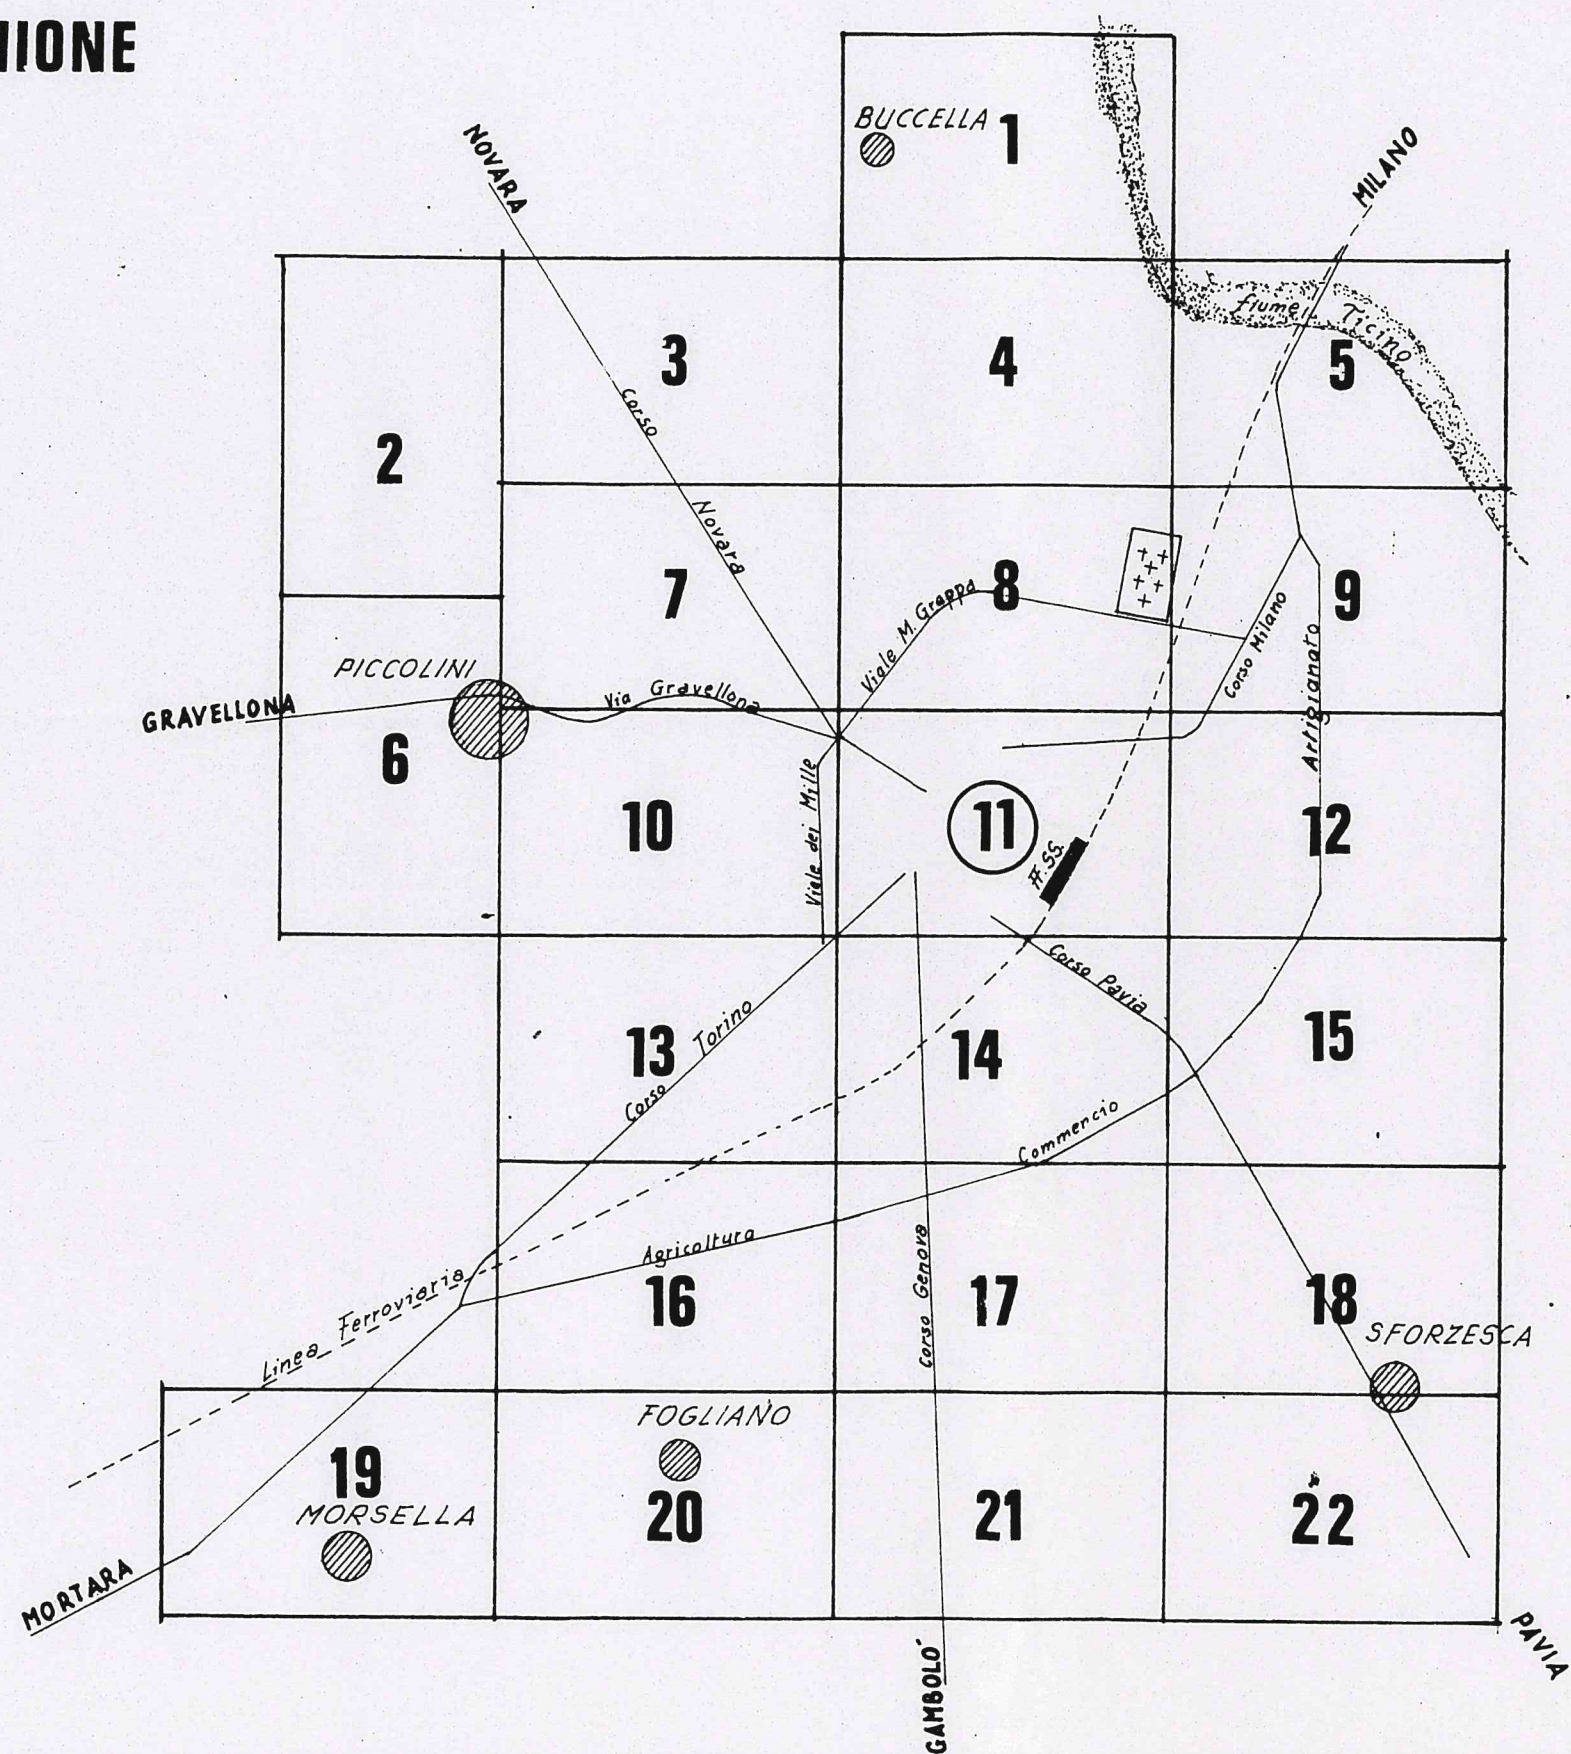 IONE
BUCCELLA
1
NOVARA
MILANO
fiume Ticino
2
3
4
5
Corso Novara
7
8
9
Viale M. Grappa
Corso Milano
Artigianato
PICCOLINI
GRAVELLONA
Via Gravellona
6
10
11
12
Viale dei Mille
FF.SS.
Corso Pavia
13
14
15
Corso Torino
Commercio
Agricoltura
Linea Ferroviaria
16
17
18
Corso Genova
SFORZESCA
FOGLIANO
19
20
21
22
MORSELLA
MORTARA
GAMBOLÓ
PAVIA